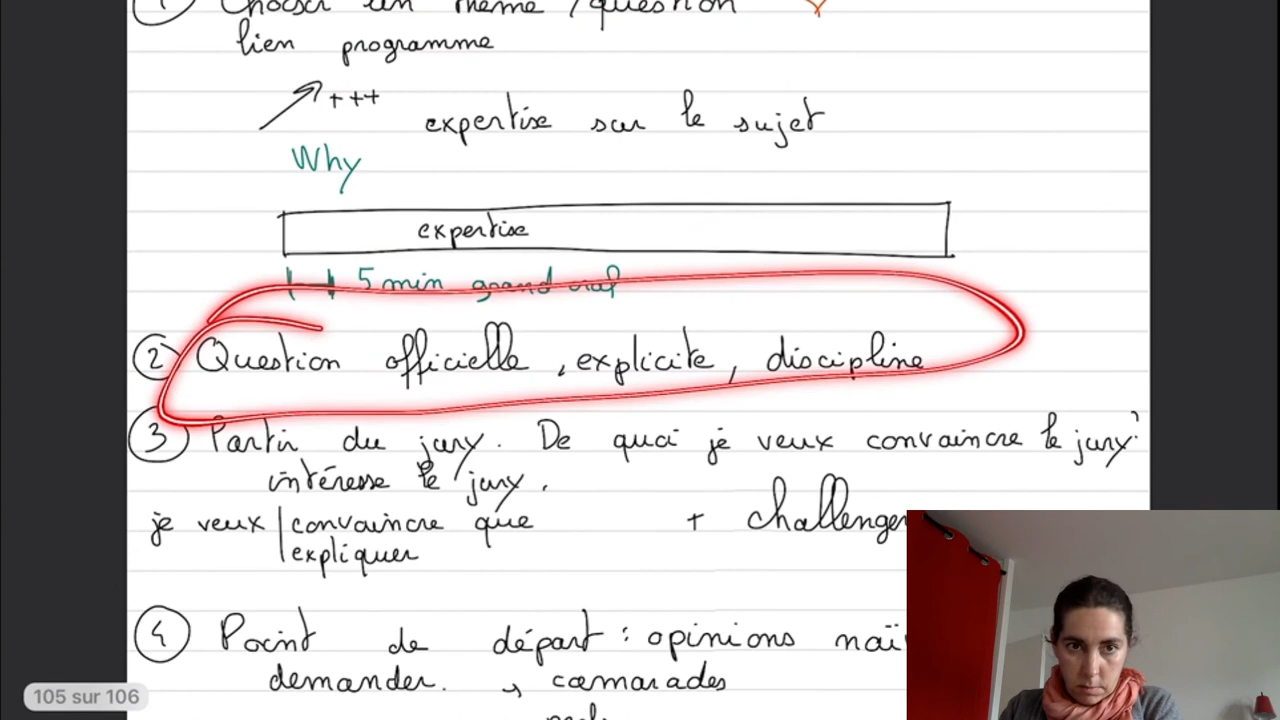 ① Choisir un thème / question
lien programme
+++
expertise sur le sujet
Why
expertise
5 min grand oral
② Question officielle, explicite, discipline
③ Partir du jury. De quoi je veux convaincre le jury?
intéresse le jury.
je veux convaincre que + challenger
expliquer
④ Point de départ : opinions naï
demander. → camarades
105 sur 106